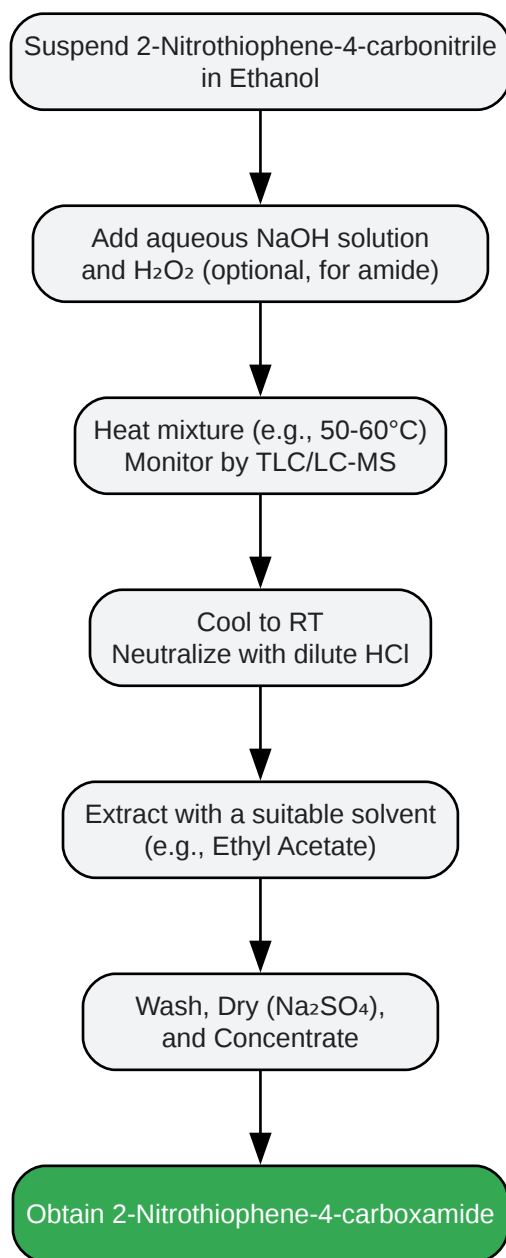 Suspend 2-Nitrothiophene-4-carbonitrile
in Ethanol
Add aqueous NaOH solution
and H₂O₂ (optional, for amide)
Heat mixture (e.g., 50-60°C)
Monitor by TLC/LC-MS
Cool to RT
Neutralize with dilute HCl
Extract with a suitable solvent
(e.g., Ethyl Acetate)
Wash, Dry (Na₂SO₄),
and Concentrate
Obtain 2-Nitrothiophene-4-carboxamide